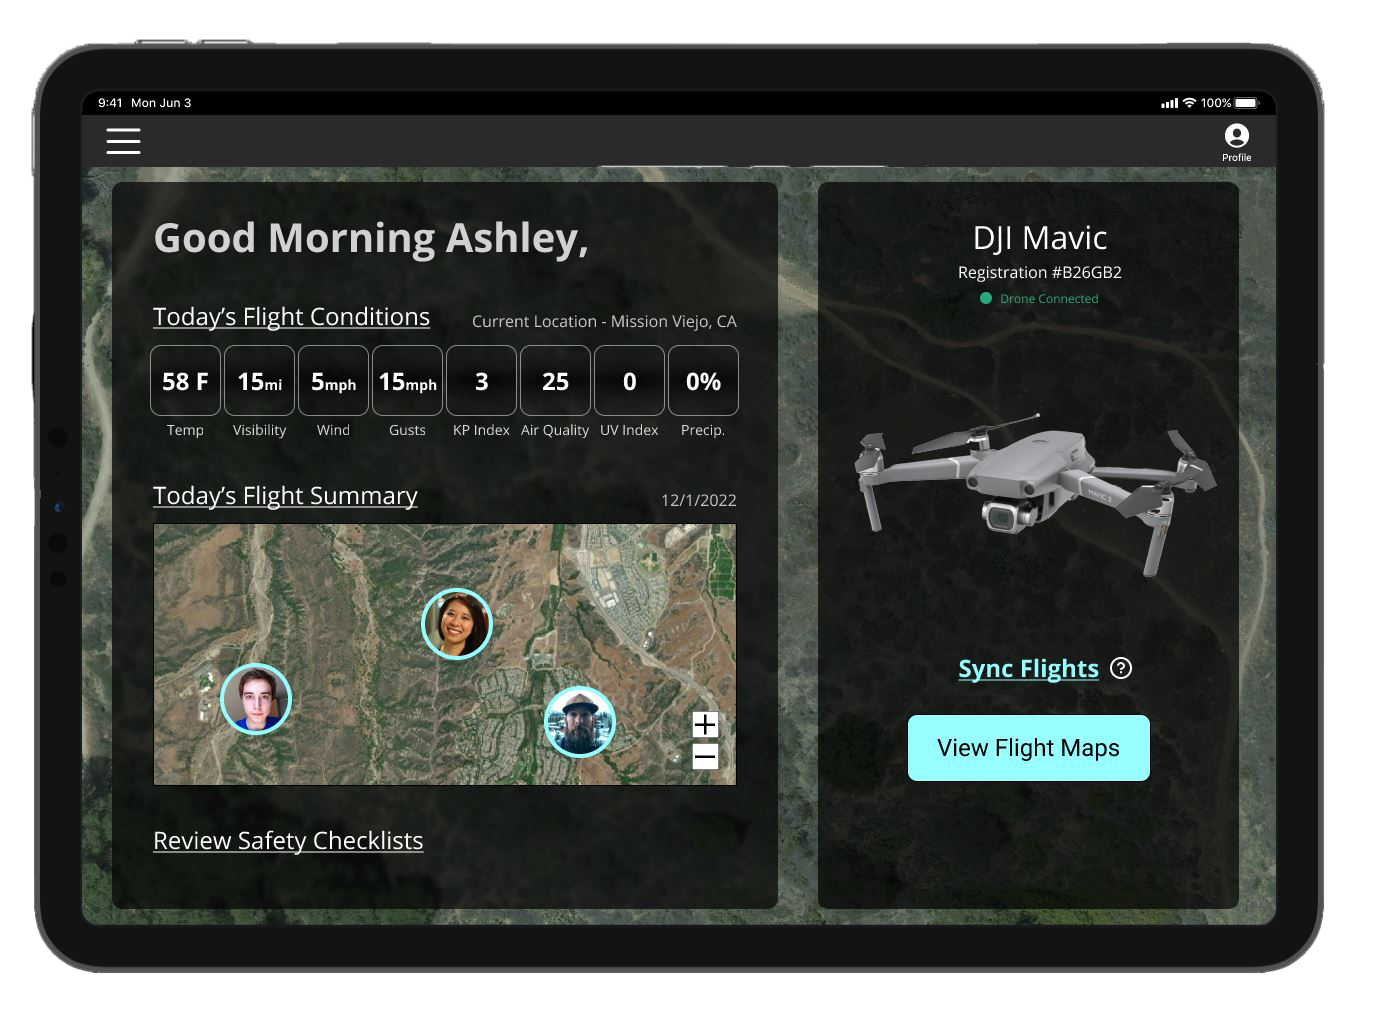 9:41 Mon Jun 3
100%
Profile
Good Morning Ashley,
Today's Flight Conditions
Current Location - Mission Viejo, CA
58 F
15mi
5mph
15mph
3
25
0
0%
Temp
Visibility
Wind
Gusts
KP Index
Air Quality
UV Index
Precip.
Today's Flight Summary
12/1/2022
+
−
Review Safety Checklists
DJI Mavic
Registration #B26GB2
Drone Connected
MAVIC 2
Sync Flights ?
View Flight Maps